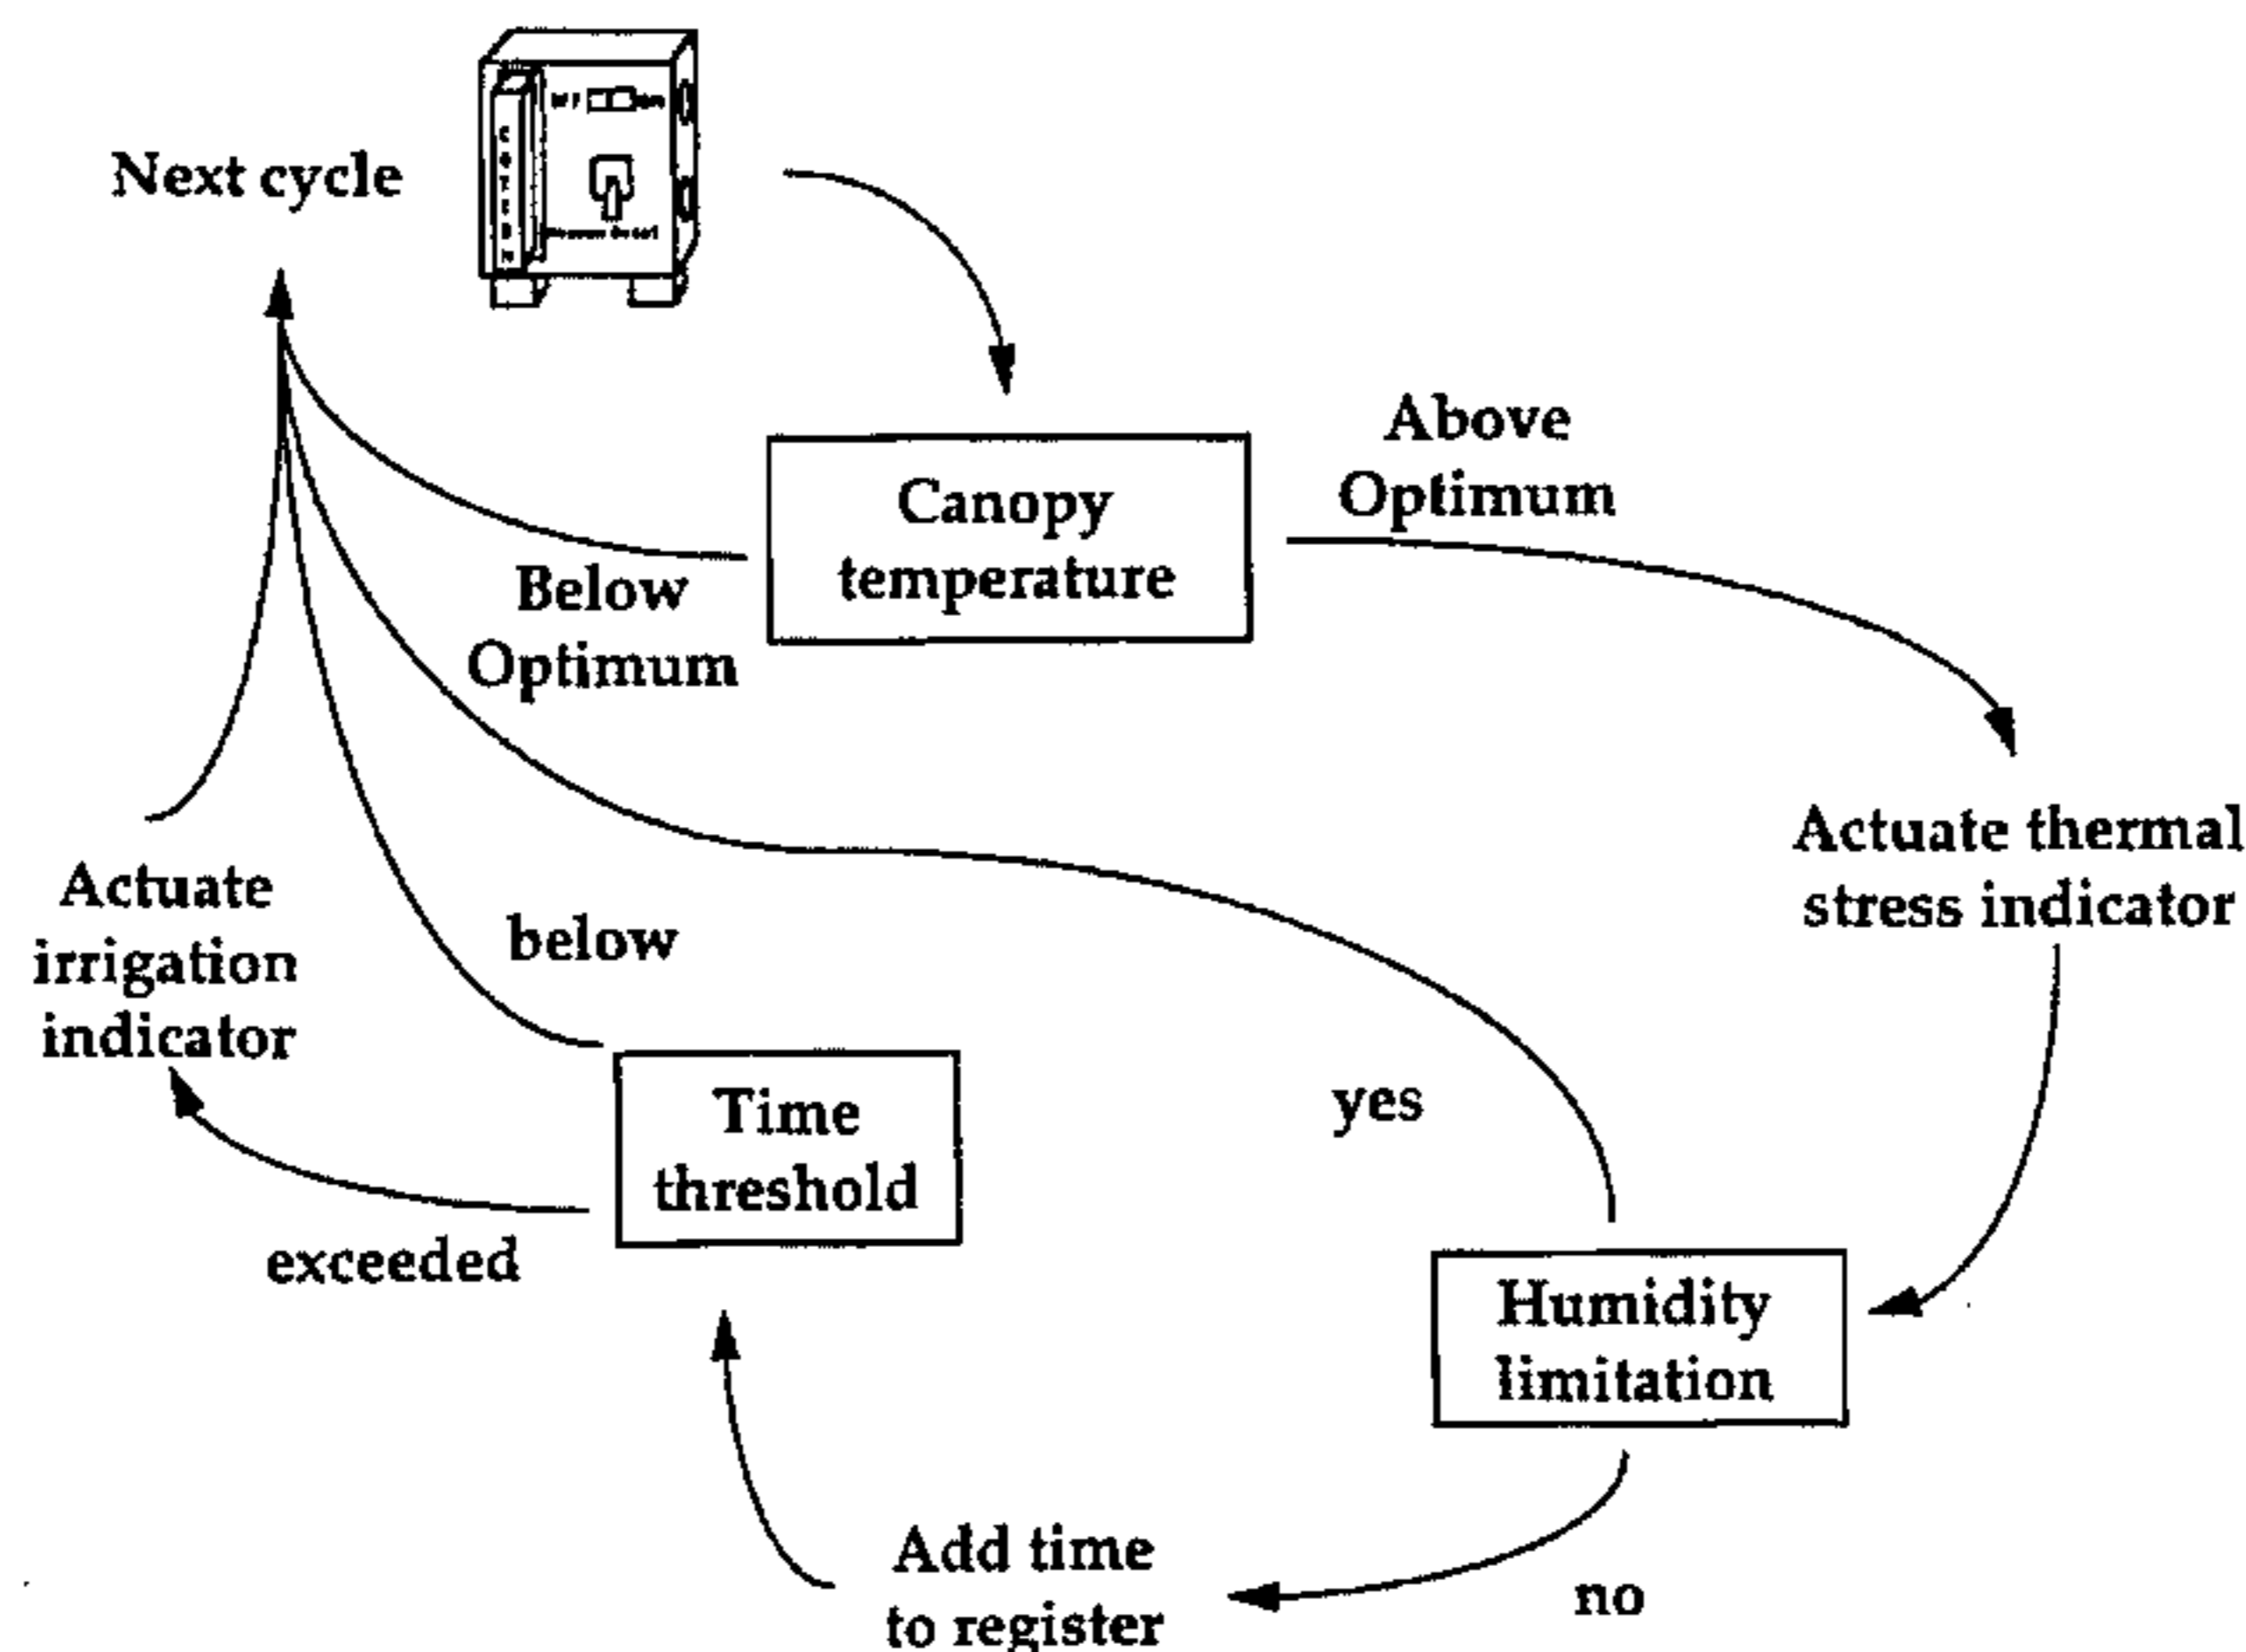 Next cycle
Above
Optimum
Canopy
temperature
Below
Optimum
Actuate thermal
stress indicator
Actuate
irrigation
indicator
below
Time
threshold
yes
exceeded
Humidity
limitation
Add time
to register
no